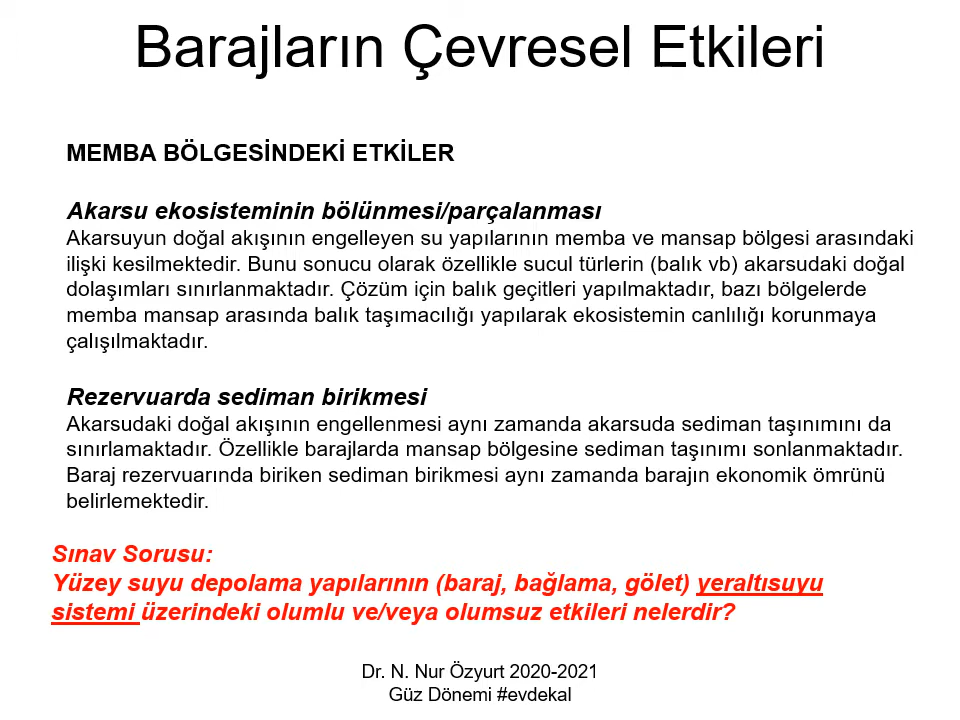 Barajların Çevresel Etkileri
MEMBA BÖLGESİNDEKİ ETKİLER
Akarsu ekosisteminin bölünmesi/parçalanması
Akarsuyun doğal akışının engelleyen su yapılarının memba ve mansap bölgesi arasındaki
ilişki kesilmektedir. Bunu sonucu olarak özellikle sucul türlerin (balık vb) akarsudaki doğal
dolaşımları sınırlanmaktadır. Çözüm için balık geçitleri yapılmaktadır, bazı bölgelerde
memba mansap arasında balık taşımacılığı yapılarak ekosistemin canlılığı korunmaya
çalışılmaktadır.
Rezervuarda sediman birikmesi
Akarsudaki doğal akışının engellenmesi aynı zamanda akarsuda sediman taşınımını da
sınırlamaktadır. Özellikle barajlarda mansap bölgesine sediman taşınımı sonlanmaktadır.
Baraj rezervuarında biriken sediman birikmesi aynı zamanda barajın ekonomik ömrünü
belirlemektedir.
Sınav Sorusu:
Yüzey suyu depolama yapılarının (baraj, bağlama, gölet) yeraltısuyu
sistemi üzerindeki olumlu ve/veya olumsuz etkileri nelerdir?
Dr. N. Nur Özyurt 2020-2021
Güz Dönemi #evdekal